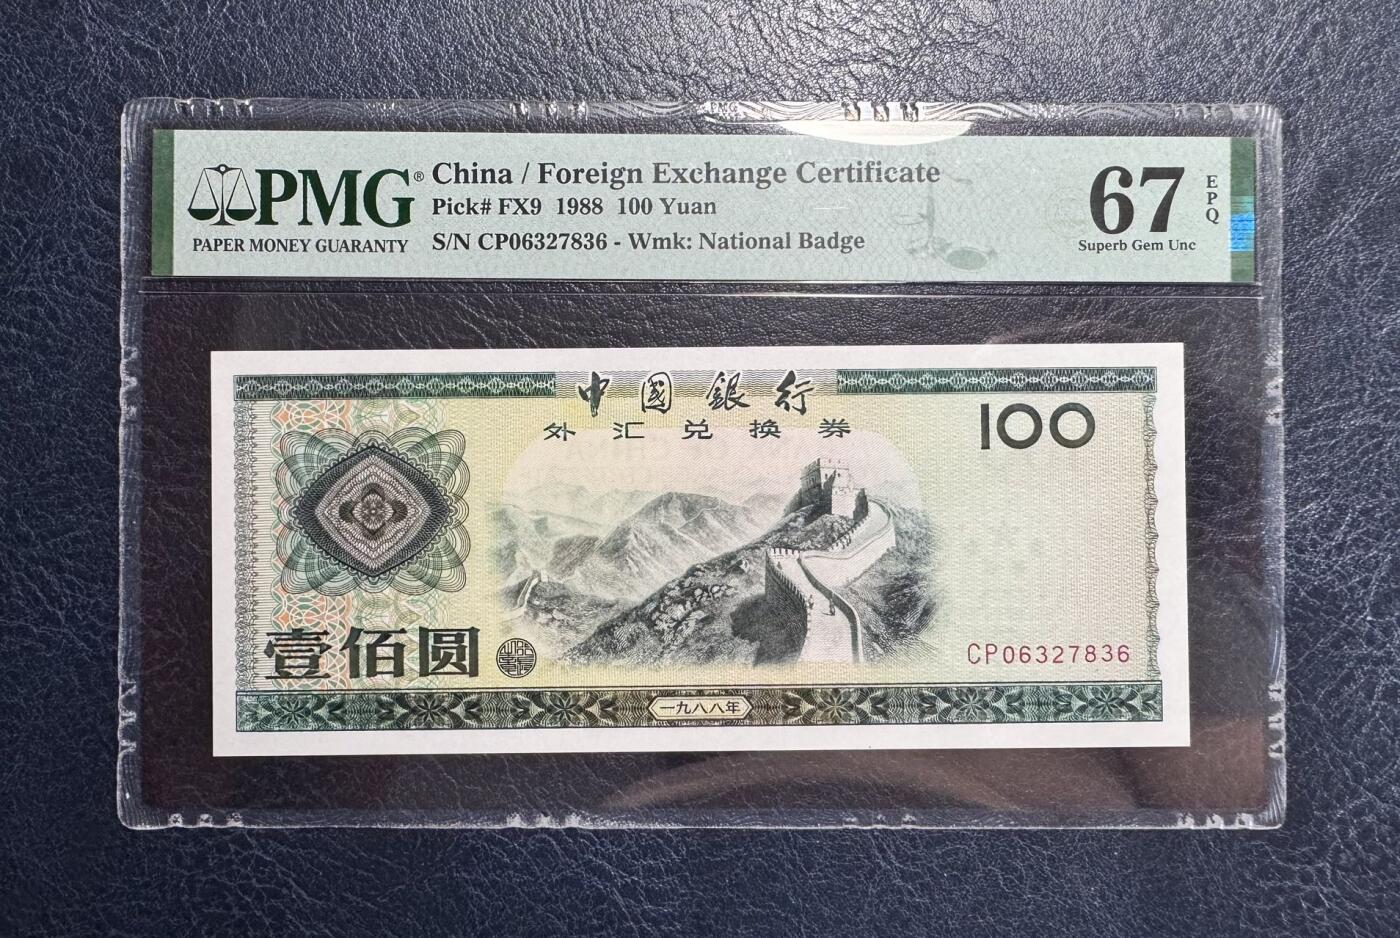 PMG
PMG®
PAPER MONEY GUARANTY
China / Foreign Exchange Certificate
Pick# FX9 1988 100 Yuan
S/N CP06327836 - Wmk: National Badge
67
EPQ
Superb Gem Unc
中國銀行
外汇兑换券
100
壹佰圆
CP06327836
一九八八年